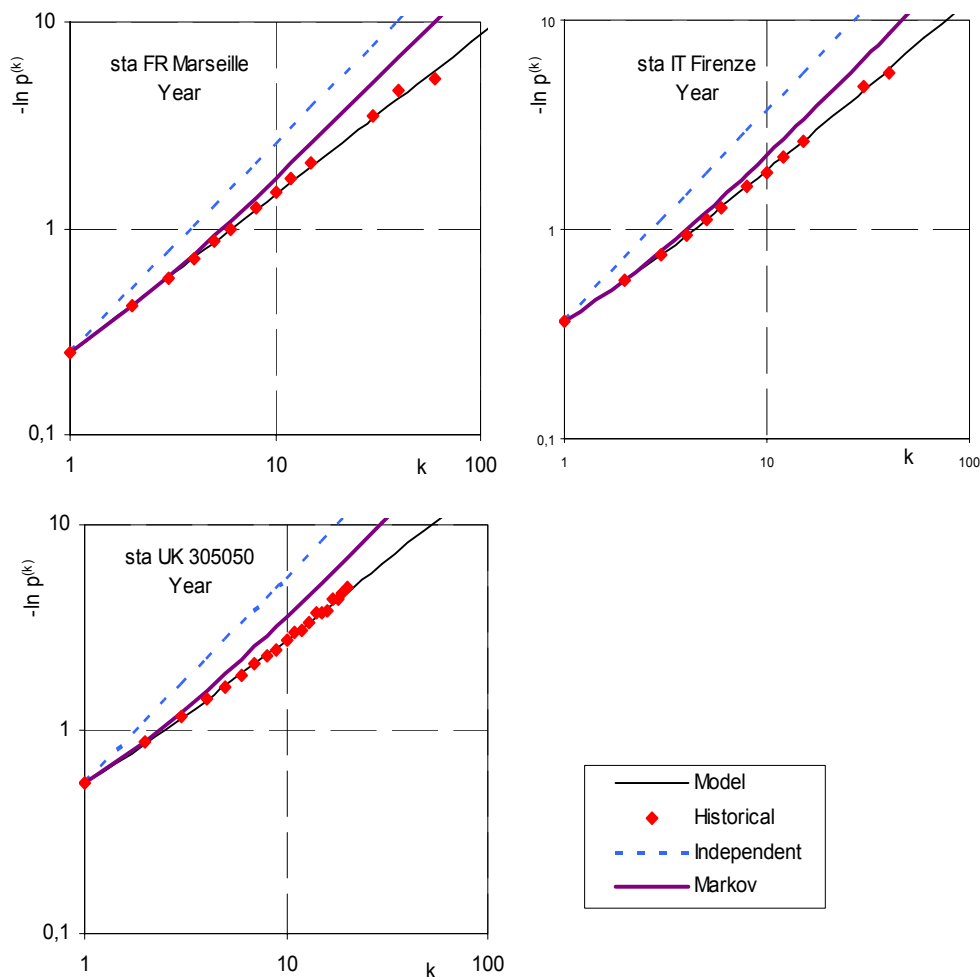 10
sta FR Marseille
Year
-ln p(k)
1
0,1
1
10
k
100
10
sta IT Firenze
Year
-ln p(k)
1
0,1
1
10
k
100
10
sta UK 305050
Year
-ln p(k)
1
0,1
1
10
k
100
Model
Historical
Independent
Markov